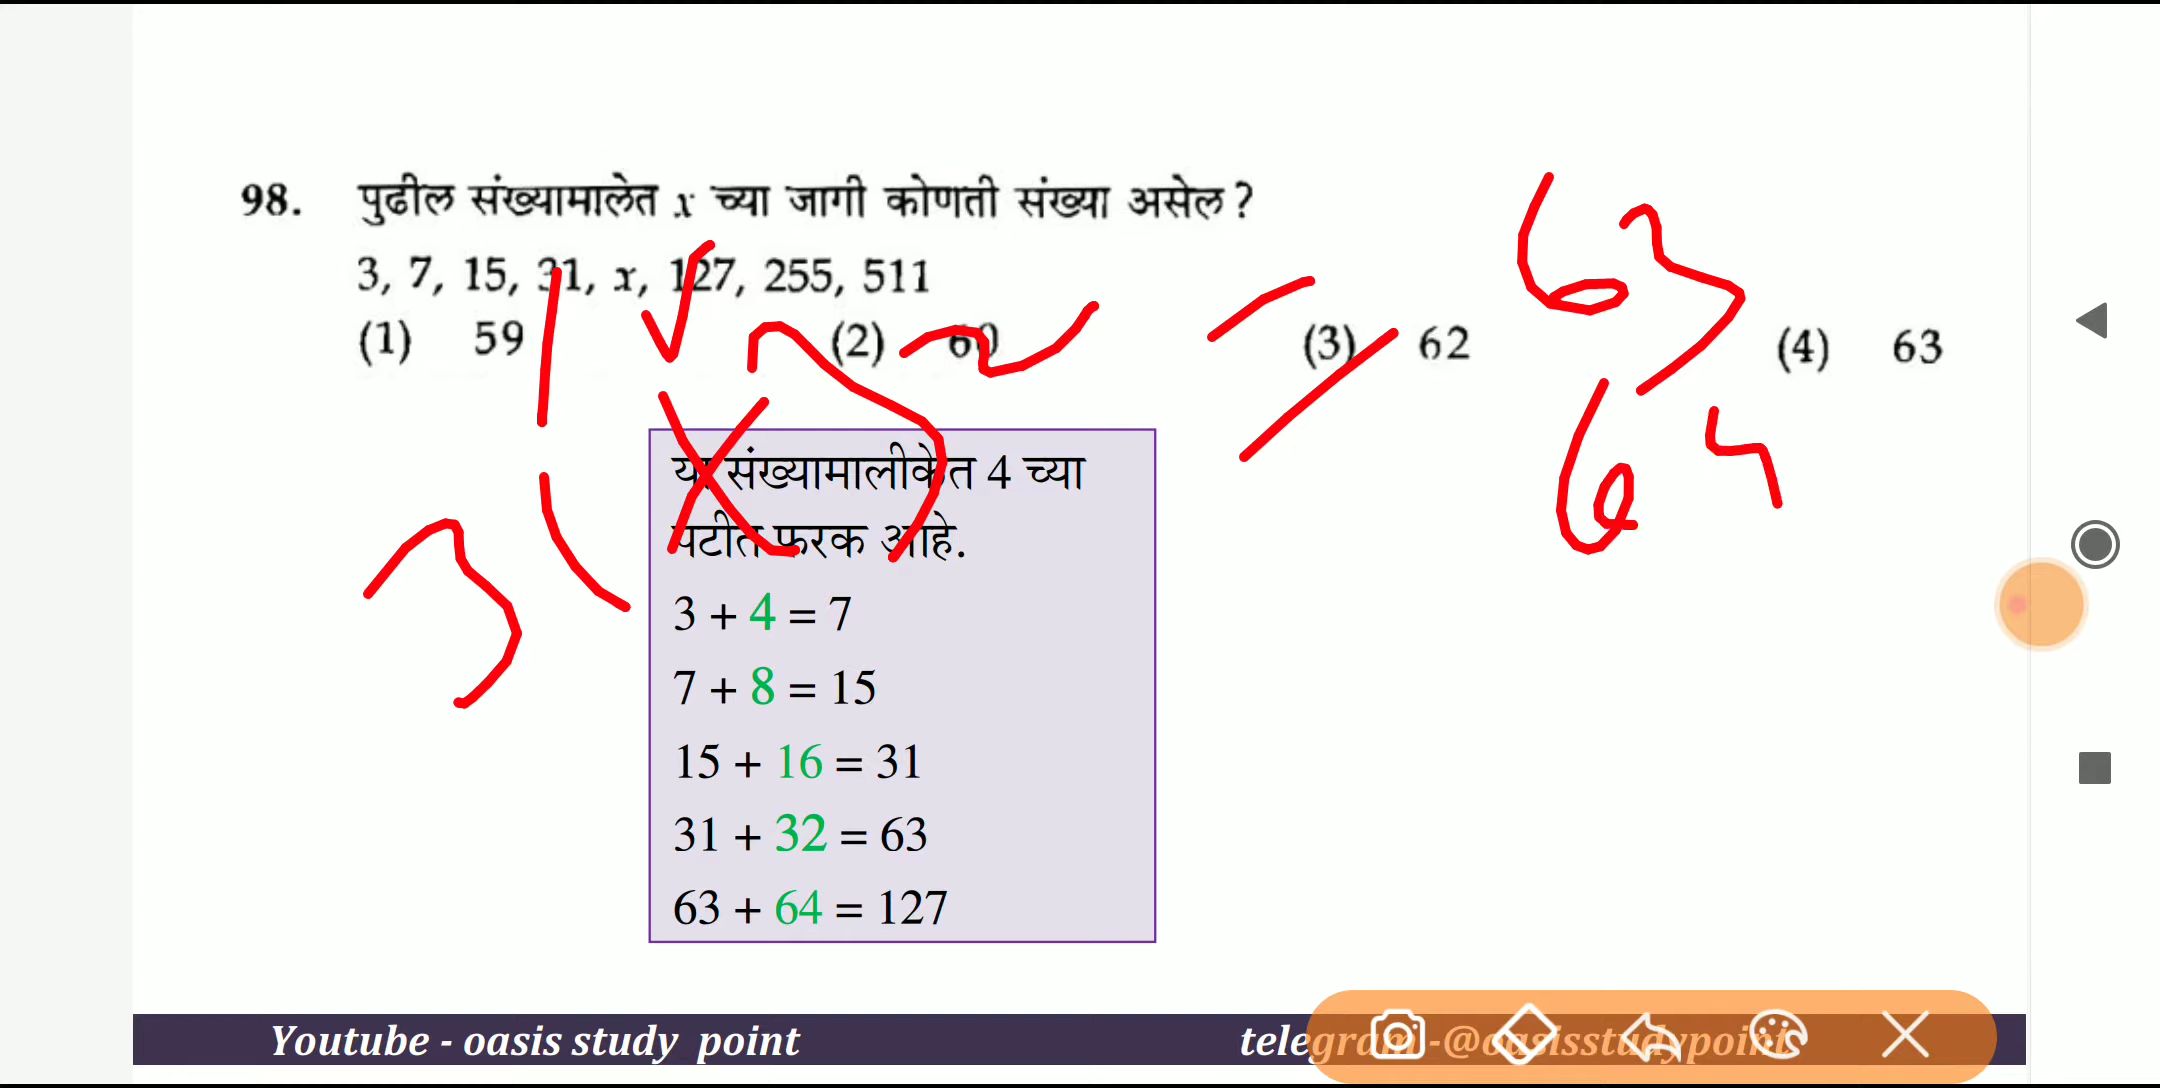 98. पुढील संख्यामालेत x च्या जागी कोणती संख्या असेल ?
3, 7, 15, 31, x, 127, 255, 511
(1) 59 (2) 60 (3) 62 (4) 63
63
64
या संख्यामालीकेत 4 च्या
पटीत फरक आहे.
3 + 4 = 7
7 + 8 = 15
15 + 16 = 31
31 + 32 = 63
63 + 64 = 127
Youtube - oasis study point telegram -@oasisstudypoint